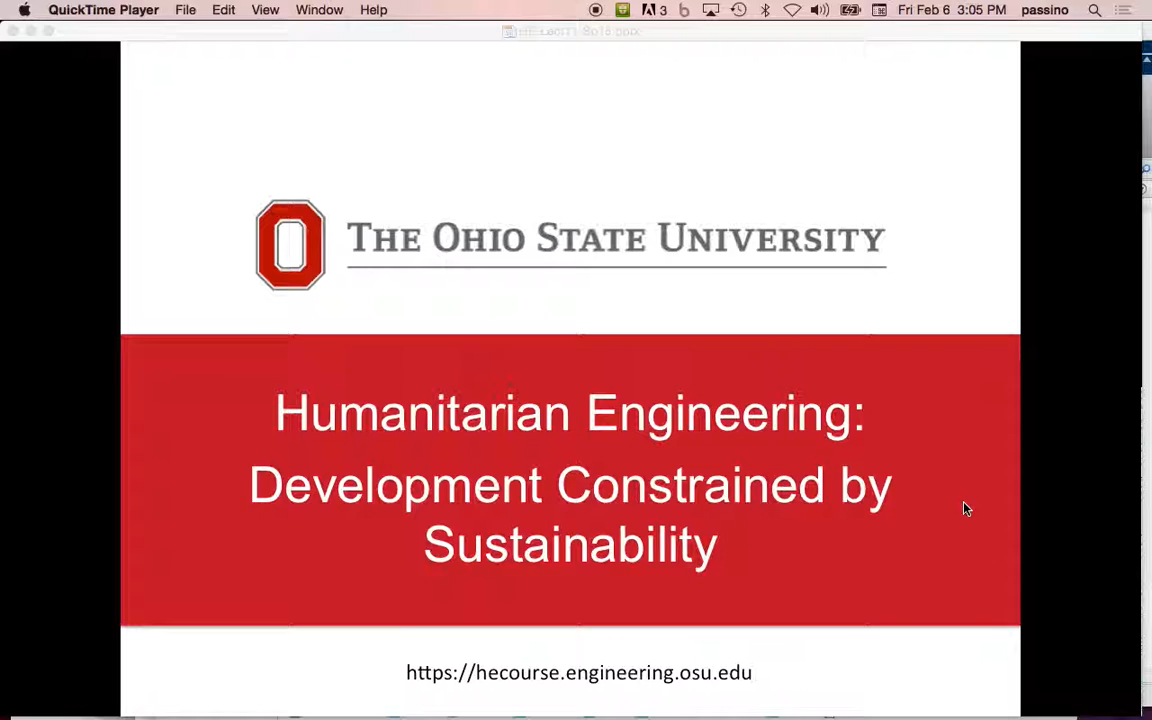 QuickTime Player File Edit View Window Help 3 Fri Feb 6 3:05 PM passino
THE OHIO STATE UNIVERSITY
Humanitarian Engineering:
Development Constrained by
Sustainability
https://hecourse.engineering.osu.edu